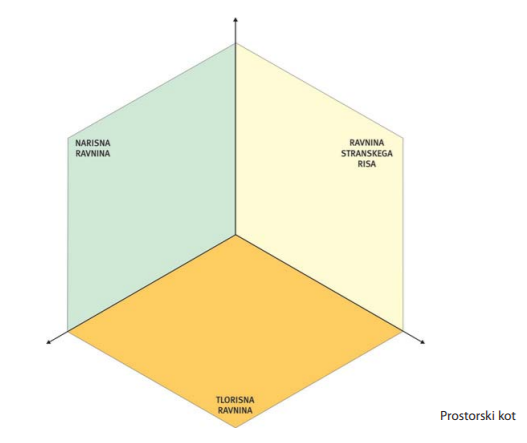 NARISNA
RAVNINA
RAVNINA
STRANSKEGA
RISA
TLORISNA
RAVNINA
Prostorski kot